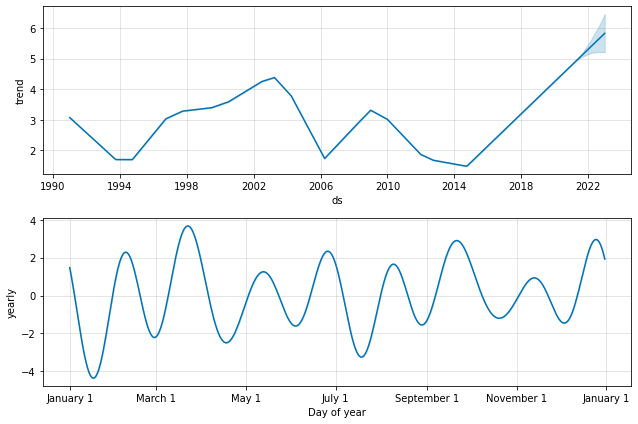 6
5
4
3
2
trend
1990 1994 1998 2002 2006 2010 2014 2018 2022
ds
4
2
0
−2
−4
yearly
January 1 March 1 May 1 July 1 September 1 November 1 January 1
Day of year